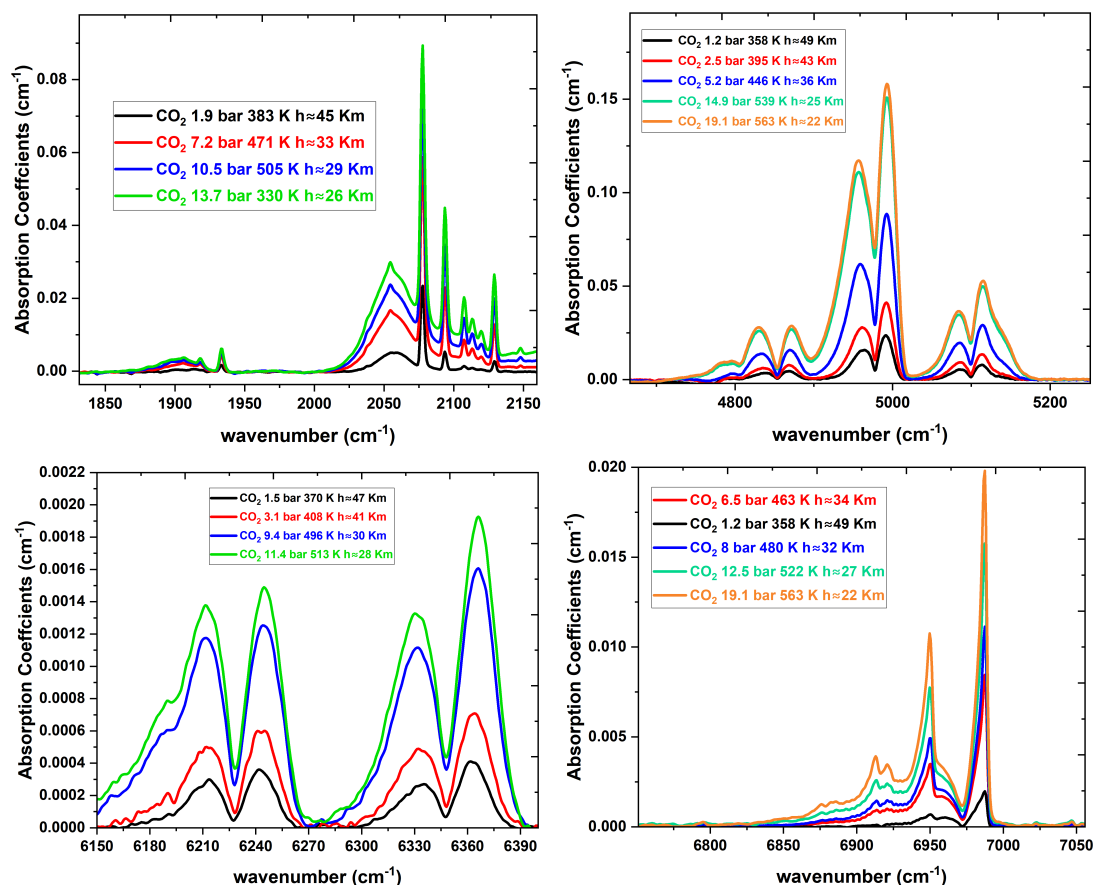 Absorption Coeffcients (cm-1)
0.08
0.06
0.04
0.02
0.00
CO2 1.9 bar 383 K h≈45 Km
CO2 7.2 bar 471 K h≈33 Km
CO2 10.5 bar 505 K h≈29 Km
CO2 13.7 bar 330 K h≈26 Km
1850 1900 1950 2000 2050 2100 2150
wavenumber (cm-1)
Absorption Coefficients (cm-1)
0.15
0.10
0.05
0.00
CO2 1.2 bar 358 K h≈49 Km
CO2 2.5 bar 395 K h≈43 Km
CO2 5.2 bar 446 K h≈36 Km
CO2 14.9 bar 539 K h≈25 Km
CO2 19.1 bar 563 K h≈22 Km
4800 5000 5200
wavenumber (cm-1)
Absorption Coefficients (cm-1)
0.0022
0.0020
0.0018
0.0016
0.0014
0.0012
0.0010
0.0008
0.0006
0.0004
0.0002
0.0000
CO2 1.5 bar 370 K h≈47 Km
CO2 3.1 bar 408 K h≈41 Km
CO2 9.4 bar 496 K h≈30 Km
CO2 11.4 bar 513 K h≈28 Km
6150 6180 6210 6240 6270 6300 6330 6360 6390
wavenumber (cm-1)
Absorption Coefficients (cm-1)
0.020
0.015
0.010
0.005
0.000
CO2 6.5 bar 463 K h≈34 Km
CO2 1.2 bar 358 K h≈49 Km
CO2 8 bar 480 K h≈32 Km
CO2 12.5 bar 522 K h≈27 Km
CO2 19.1 bar 563 K h≈22 Km
6800 6850 6900 6950 7000 7050
wavenumber (cm-1)